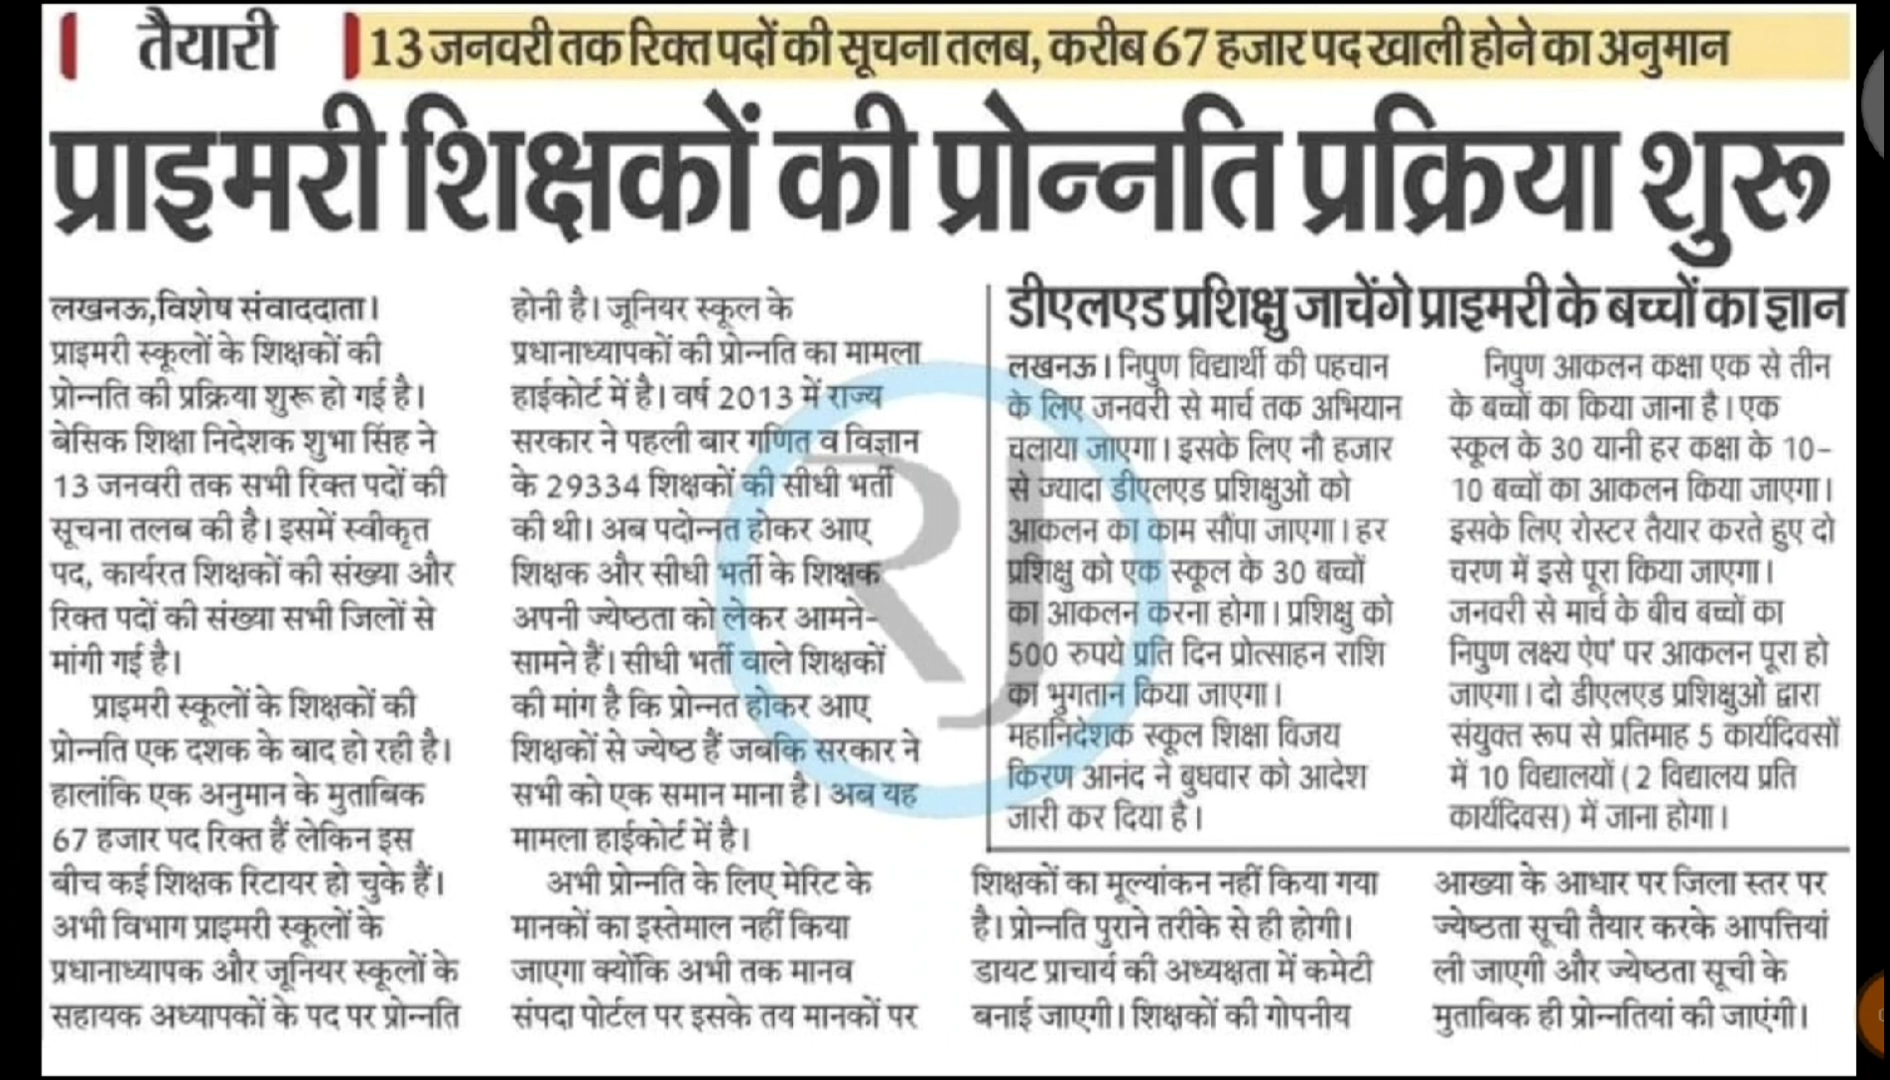 तैयारी
13 जनवरी तक रिक्त पदों की सूचना तलब, करीब 67 हजार पद खाली होने का अनुमान
प्राइमरी शिक्षकों की प्रोन्नति प्रक्रिया शुरू
लखनऊ,विशेष संवाददाता।
प्राइमरी स्कूलों के शिक्षकों की
प्रोन्नति की प्रक्रिया शुरू हो गई है।
बेसिक शिक्षा निदेशक शुभा सिंह ने
13 जनवरी तक सभी रिक्त पदों की
सूचना तलब की है। इसमें स्वीकृत
पद, कार्यरत शिक्षकों की संख्या और
रिक्त पदों की संख्या सभी जिलों से
मांगी गई है।
प्राइमरी स्कूलों के शिक्षकों की
प्रोन्नति एक दशक के बाद हो रही है।
हालांकि एक अनुमान के मुताबिक
67 हजार पद रिक्त हैं लेकिन इस
बीच कई शिक्षक रिटायर हो चुके हैं।
अभी विभाग प्राइमरी स्कूलों के
प्रधानाध्यापक और जूनियर स्कूलों के
सहायक अध्यापकों के पद पर प्रोन्नति
होनी है। जूनियर स्कूल के
प्रधानाध्यापकों की प्रोन्नति का मामला
हाईकोर्ट में है। वर्ष 2013 में राज्य
सरकार ने पहली बार गणित व विज्ञान
के 29334 शिक्षकों की सीधी भर्ती
की थी। अब पदोन्नत होकर आए
शिक्षक और सीधी भर्ती के शिक्षक
अपनी ज्येष्ठता को लेकर आमने-
सामने हैं। सीधी भर्ती वाले शिक्षकों
की मांग है कि प्रोन्नत होकर आए
शिक्षकों से ज्येष्ठ हैं जबकि सरकार ने
सभी को एक समान माना है। अब यह
मामला हाईकोर्ट में है।
अभी प्रोन्नति के लिए मेरिट के
मानकों का इस्तेमाल नहीं किया
जाएगा क्योंकि अभी तक मानव
संपदा पोर्टल पर इसके तय मानकों पर
शिक्षकों का मूल्यांकन नहीं किया गया
है। प्रोन्नति पुराने तरीके से ही होगी।
डायट प्राचार्य की अध्यक्षता में कमेटी
बनाई जाएगी। शिक्षकों की गोपनीय
आख्या के आधार पर जिला स्तर पर
ज्येष्ठता सूची तैयार करके आपत्तियां
ली जाएगी और ज्येष्ठता सूची के
मुताबिक ही प्रोन्नतियां की जाएंगी।
डीएलएड प्रशिक्षु जाचेंगे प्राइमरी के बच्चों का ज्ञान
लखनऊ। निपुण विद्यार्थी की पहचान
के लिए जनवरी से मार्च तक अभियान
चलाया जाएगा। इसके लिए नौ हजार
से ज्यादा डीएलएड प्रशिक्षुओं को
आकलन का काम सौंपा जाएगा। हर
प्रशिक्षु को एक स्कूल के 30 बच्चों
का आकलन करना होगा। प्रशिक्षु को
500 रुपये प्रति दिन प्रोत्साहन राशि
का भुगतान किया जाएगा।
महानिदेशक स्कूल शिक्षा विजय
किरण आनंद ने बुधवार को आदेश
जारी कर दिया है।
निपुण आकलन कक्षा एक से तीन
के बच्चों का किया जाना है। एक
स्कूल के 30 यानी हर कक्षा के 10-
10 बच्चों का आकलन किया जाएगा।
इसके लिए रोस्टर तैयार करते हुए दो
चरण में इसे पूरा किया जाएगा।
जनवरी से मार्च के बीच बच्चों का
निपुण लक्ष्य ऐप' पर आकलन पूरा हो
जाएगा। दो डीएलएड प्रशिक्षुओं द्वारा
संयुक्त रूप से प्रतिमाह 5 कार्यदिवसों
में 10 विद्यालयों (2 विद्यालय प्रति
कार्यदिवस) में जाना होगा।
RJ